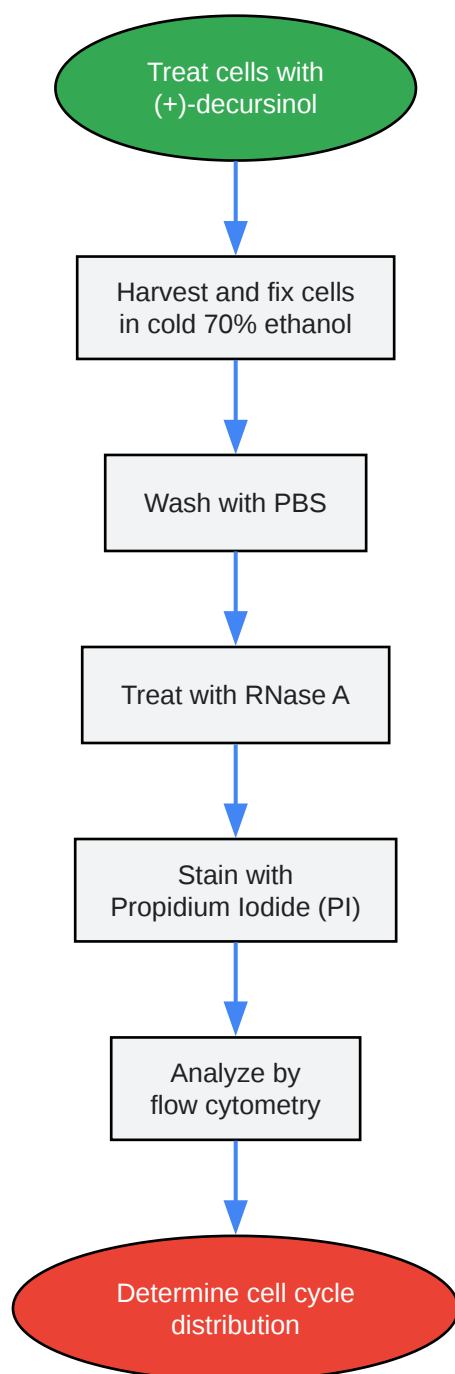 Treat cells with
(+)-decursinol
Harvest and fix cells
in cold 70% ethanol
Wash with PBS
Treat with RNase A
Stain with
Propidium Iodide (PI)
Analyze by
flow cytometry
Determine cell cycle
distribution